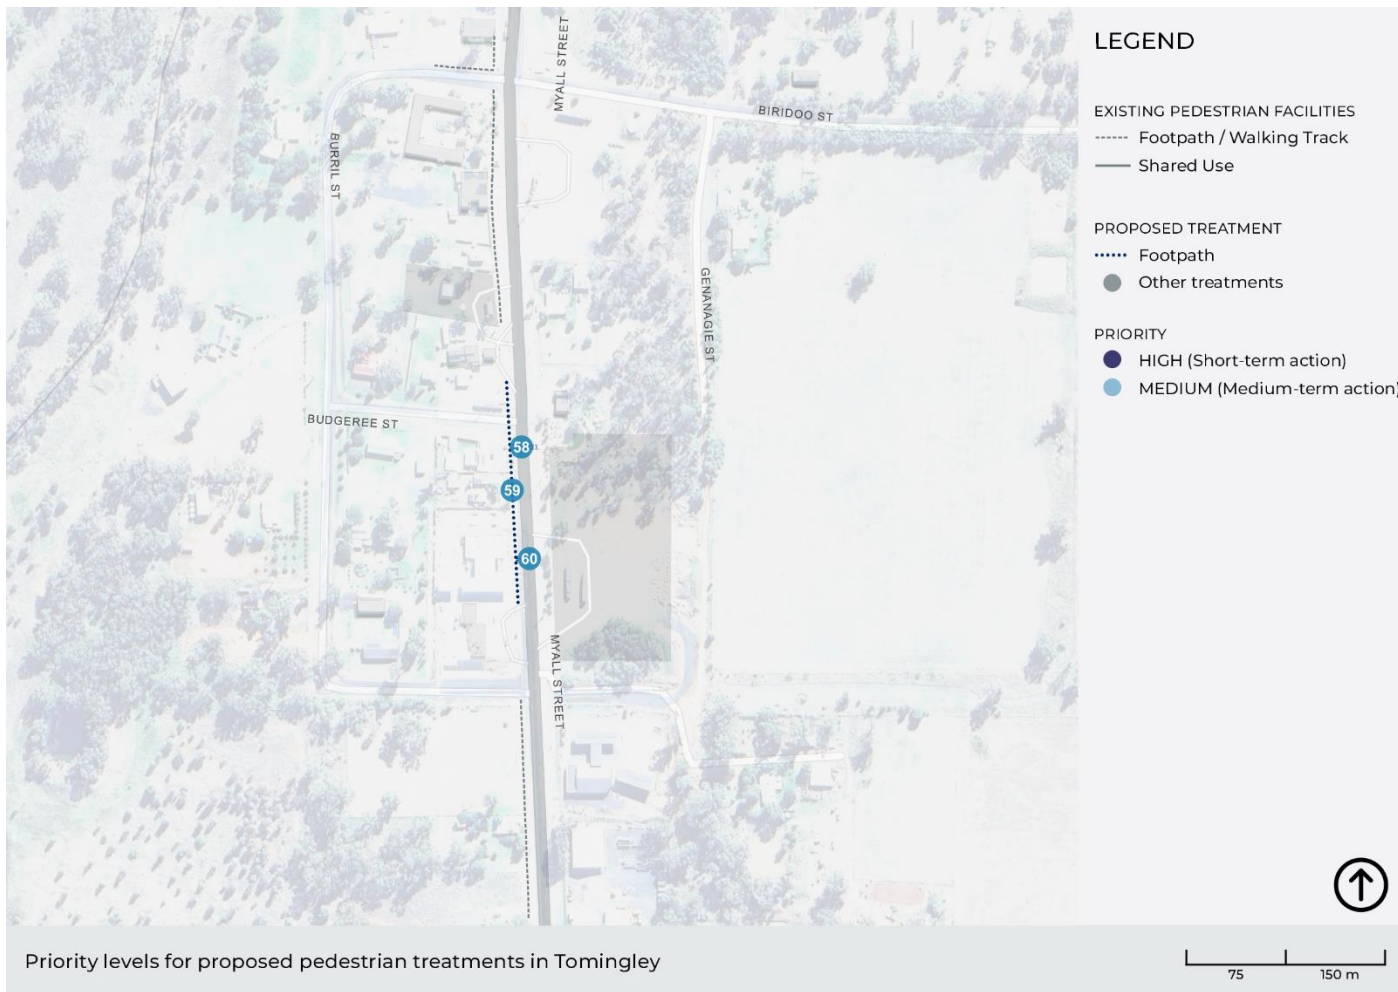 MYALL STREET
BIRIDOO ST
BURRIL ST
GENANAGIE ST
BUDGEREE ST
58
59
60
MYALL STREET
LEGEND
EXISTING PEDESTRIAN FACILITIES
Footpath / Walking Track
Shared Use
PROPOSED TREATMENT
Footpath
Other treatments
PRIORITY
HIGH (Short-term action)
MEDIUM (Medium-term action)
Priority levels for proposed pedestrian treatments in Tomingley
75 150 m